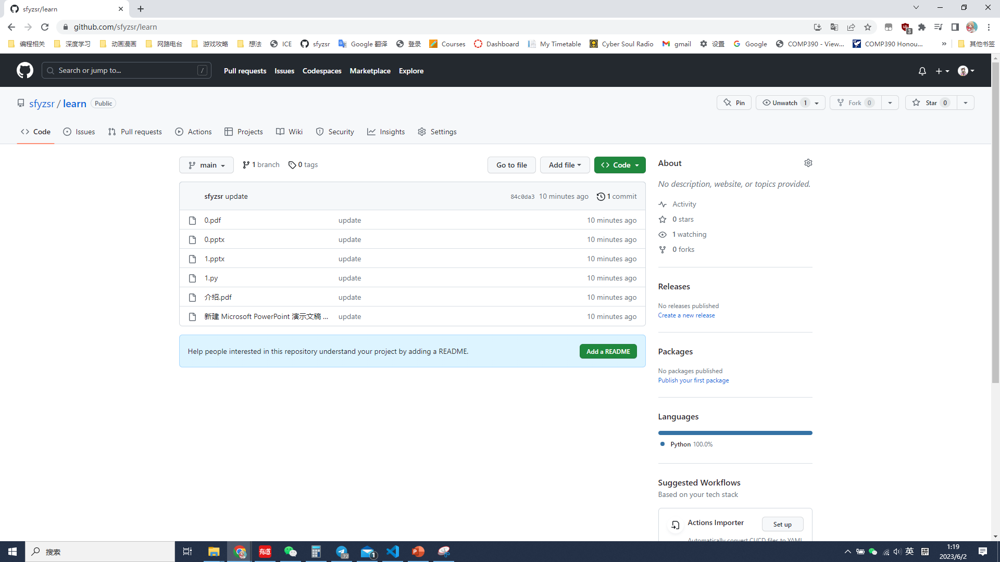 sfyzsr/learn
github.com/sfyzsr/learn
3
编程相关 深度学习 动画漫画 网路电台 游戏攻略 想法 ICE sfyzsr Google 翻译 登录 Courses Dashboard My Timetable Cyber Soul Radio gmail 设置 Google COMP390 - View... COMP390 Honou... » 其他书签
Search or jump to... / Pull requests Issues Codespaces Marketplace Explore
sfyzsr / learn Public Pin Unwatch 1 Fork 0 Star 0
Code Issues Pull requests Actions Projects Wiki Security Insights Settings
main 1 branch 0 tags Go to file Add file Code
sfyzsr update 84c0da3 10 minutes ago 1 commit
0.pdf update 10 minutes ago
0.pptx update 10 minutes ago
1.pptx update 10 minutes ago
1.py update 10 minutes ago
介绍.pdf update 10 minutes ago
新建 Microsoft PowerPoint 演示文稿 ... update 10 minutes ago
Help people interested in this repository understand your project by adding a README. Add a README
About
No description, website, or topics provided.
Activity
0 stars
1 watching
0 forks
Releases
No releases published
Create a new release
Packages
No packages published
Publish your first package
Languages
Python 100.0%
Suggested Workflows
Based on your tech stack
Actions Importer Set up
Automatically convert CI/CD files to YAML
搜索 有道 72 1 英 拼 1:19
2023/6/2